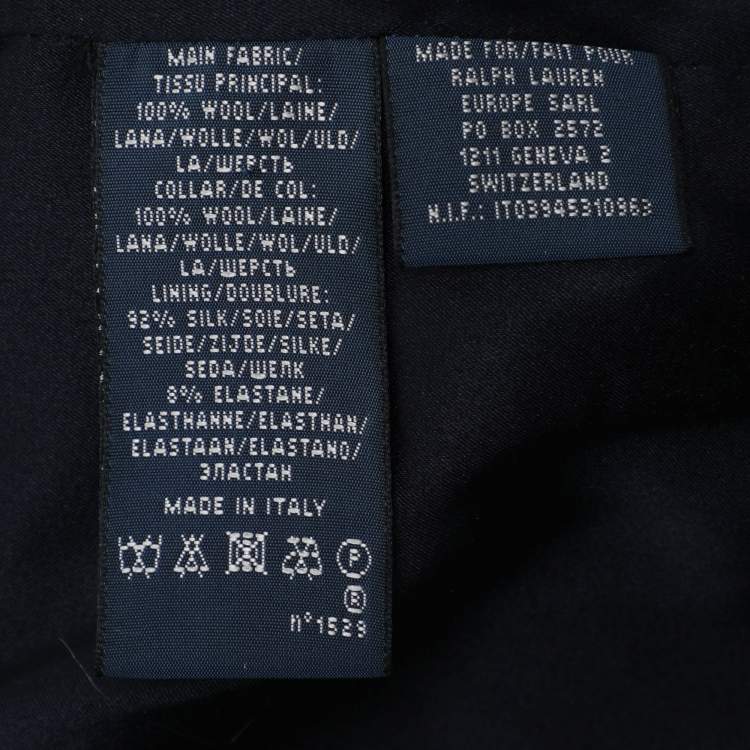 MAIN FABRIC/
TISSU PRINCIPAL:
100% WOOL/LAINE/
LANA/WOLLE/WOL/ULD/
LA/ШЕРСТЬ
COLLAR/DE COL:
100% WOOL/LAINE/
LANA/WOLLE/WOL/ULD/
LA/ШЕРСТЬ
LINING/DOUBLURE:
92% SILK/SOIE/SETA/
SEIDE/ZIJDE/SILKE/
SEDA/ШЕЛК
8% ELASTANE/
ELASTHANNE/ELASTHAN/
ELASTAAN/ELASTANO/
ЭЛАСТАН
MADE IN ITALY
P
B
n°1529
MADE FOR/FAIT POUR
RALPH LAUREN
EUROPE SARL
PO BOX 2572
1211 GENEVA 2
SWITZERLAND
N.I.F.: IT03945310963